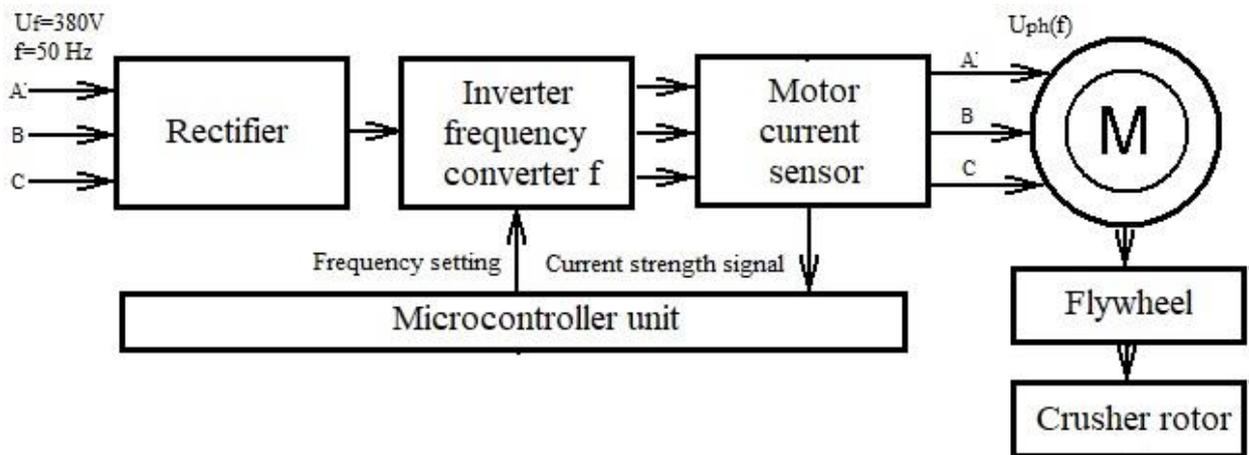 Uf=380V
f=50 Hz
A
B
C
Rectifier
Inverter
frequency
converter f
Motor
current
sensor
Uph(f)
A
B
C
M
Frequency setting
Current strength signal
Microcontroller unit
Flywheel
Crusher rotor